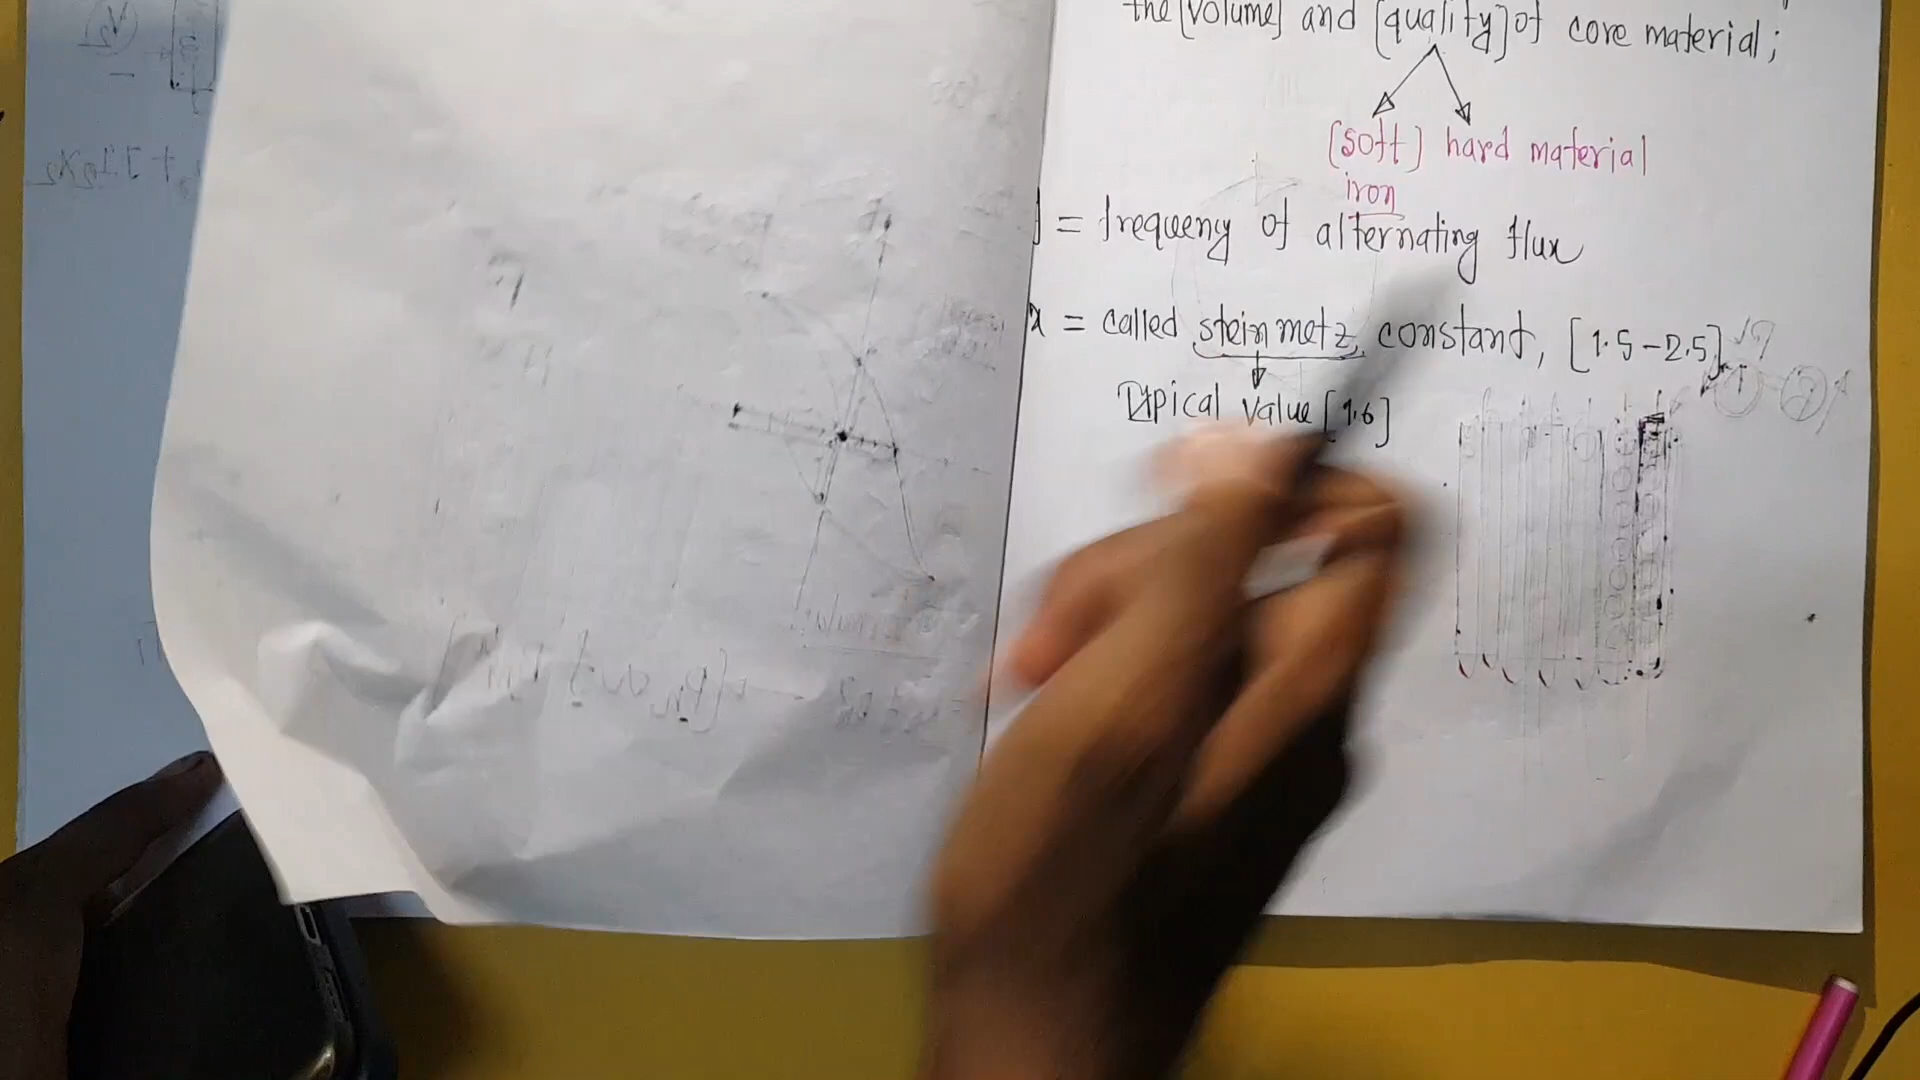 the [volume] and [quality] of core material;
[soft] hard material
iron
f = frequeny of alternating flux
x = called steinmetz constant, [1.5-2.5]
Typical value [1.6]